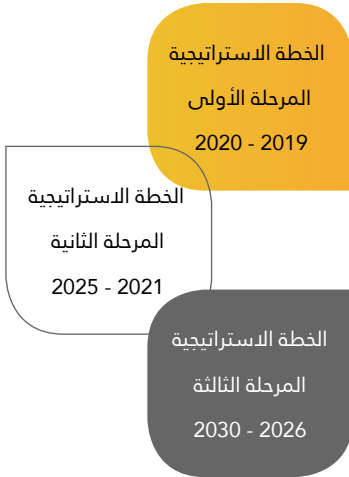 الخطة الاستراتيجية
المرحلة الأولى
2019 - 2020
الخطة الاستراتيجية
المرحلة الثانية
2021 - 2025
الخطة الاستراتيجية
المرحلة الثالثة
2026 - 2030